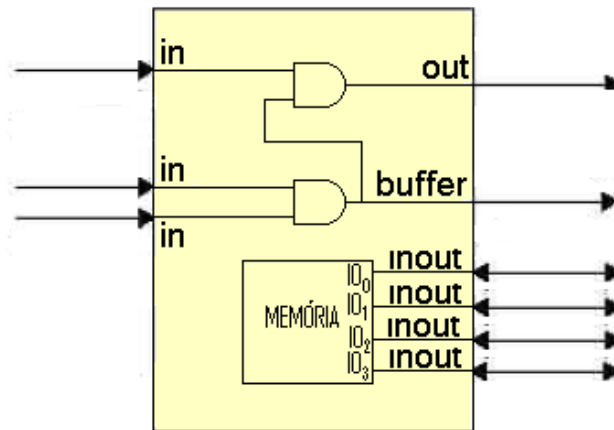 in
out
in
buffer
in
inout
inout
inout
inout
IO0
IO1
IO2
IO3
MEMÓRIA